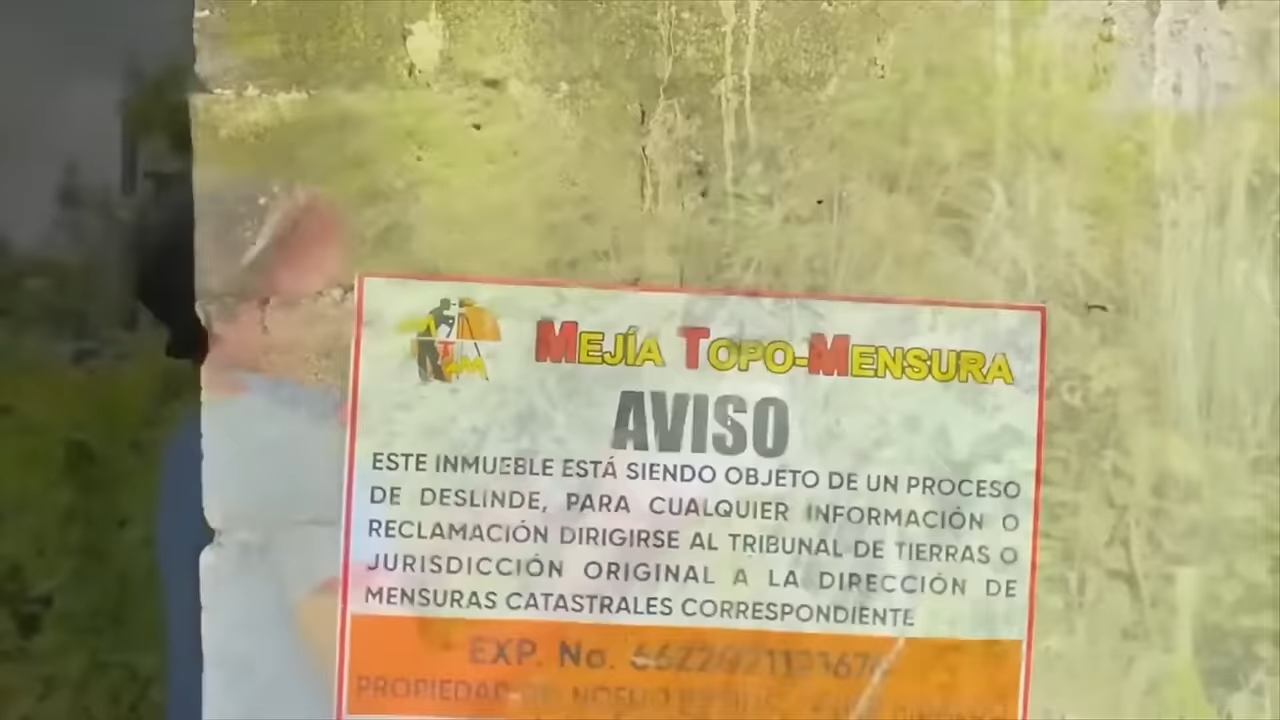 MEJÍA TOPO-MENSURA
AVISO
ESTE INMUEBLE ESTÁ SIENDO OBJETO DE UN PROCESO
DE DESLINDE, PARA CUALQUIER INFORMACIÓN O
RECLAMACIÓN DIRIGIRSE AL TRIBUNAL DE TIERRAS O
JURISDICCIÓN ORIGINAL A LA DIRECCIÓN DE
MENSURAS CATASTRALES CORRESPONDIENTE
EXP. No.
PROPIEDAD